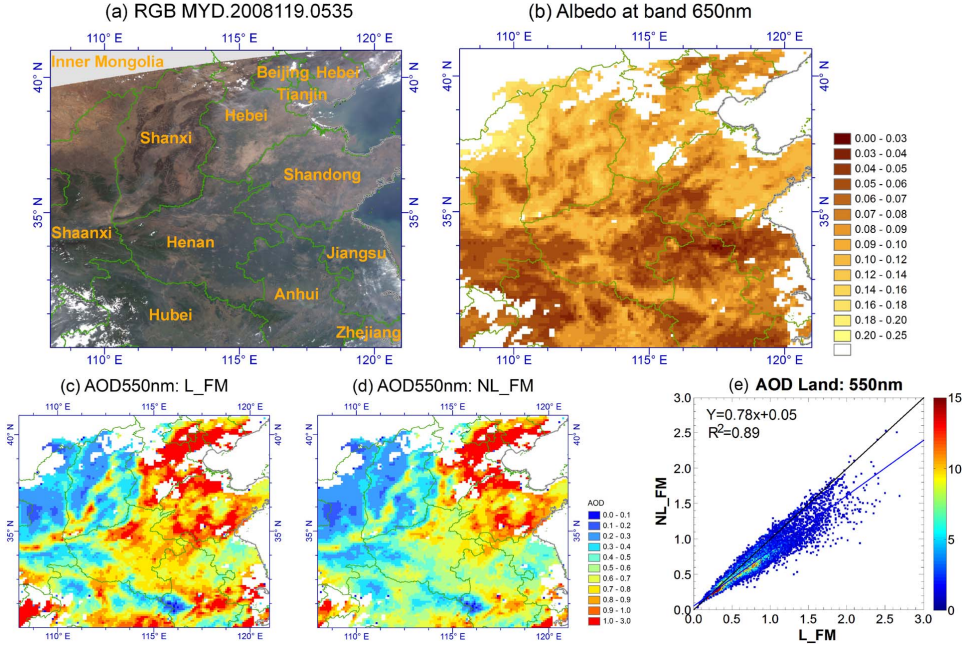 (a) RGB MYD.2008119.0535
(b) Albedo at band 650nm
110° E 115° E 120° E
40° N
35° N
Inner Mongolia
Beijing Hebei
Tianjin
Hebei
Shanxi
Shandong
Shaanxi
Henan
Jiangsu
Anhui
Hubei
Zhejiang
40° N
35° N
110° E 115° E 120° E
110° E 115° E 120° E
40° N
35° N
40° N
35° N
110° E 115° E 120° E
0.00 - 0.03
0.03 - 0.04
0.04 - 0.05
0.05 - 0.06
0.06 - 0.07
0.07 - 0.08
0.08 - 0.09
0.09 - 0.10
0.10 - 0.12
0.12 - 0.14
0.14 - 0.16
0.16 - 0.18
0.18 - 0.20
0.20 - 0.25
(c) AOD550nm: L_FM
110° E 115° E 120° E
40° N
35° N
110° E 115° E 120° E
(d) AOD550nm: NL_FM
110° E 115° E 120° E
40° N
35° N
110° E 115° E 120° E
AOD
0.0 - 0.1
0.1 - 0.2
0.2 - 0.3
0.3 - 0.4
0.4 - 0.5
0.5 - 0.6
0.6 - 0.7
0.7 - 0.8
0.8 - 0.9
0.9 - 1.0
1.0 - 3.0
(e) AOD Land: 550nm
Y=0.78x+0.05
R²=0.89
NL_FM
3.0
2.5
2.0
1.5
1.0
0.5
0.0
0.0 0.5 1.0 1.5 2.0 2.5 3.0
L_FM
15
10
5
0